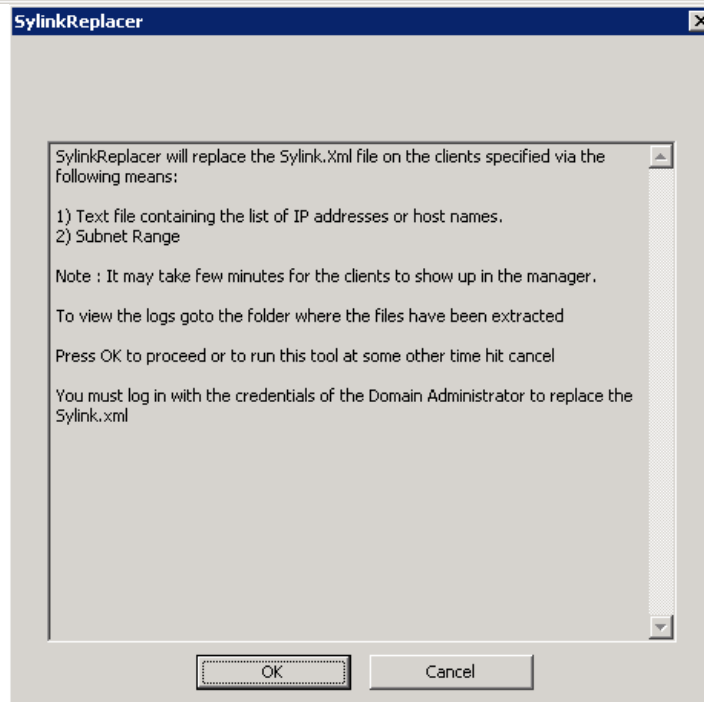 SylinkReplacer
SylinkReplacer will replace the Sylink.Xml file on the clients specified via the
following means:
1) Text file containing the list of IP addresses or host names.
2) Subnet Range
Note : It may take few minutes for the clients to show up in the manager.
To view the logs goto the folder where the files have been extracted
Press OK to proceed or to run this tool at some other time hit cancel
You must log in with the credentials of the Domain Administrator to replace the
Sylink.xml
OK
Cancel